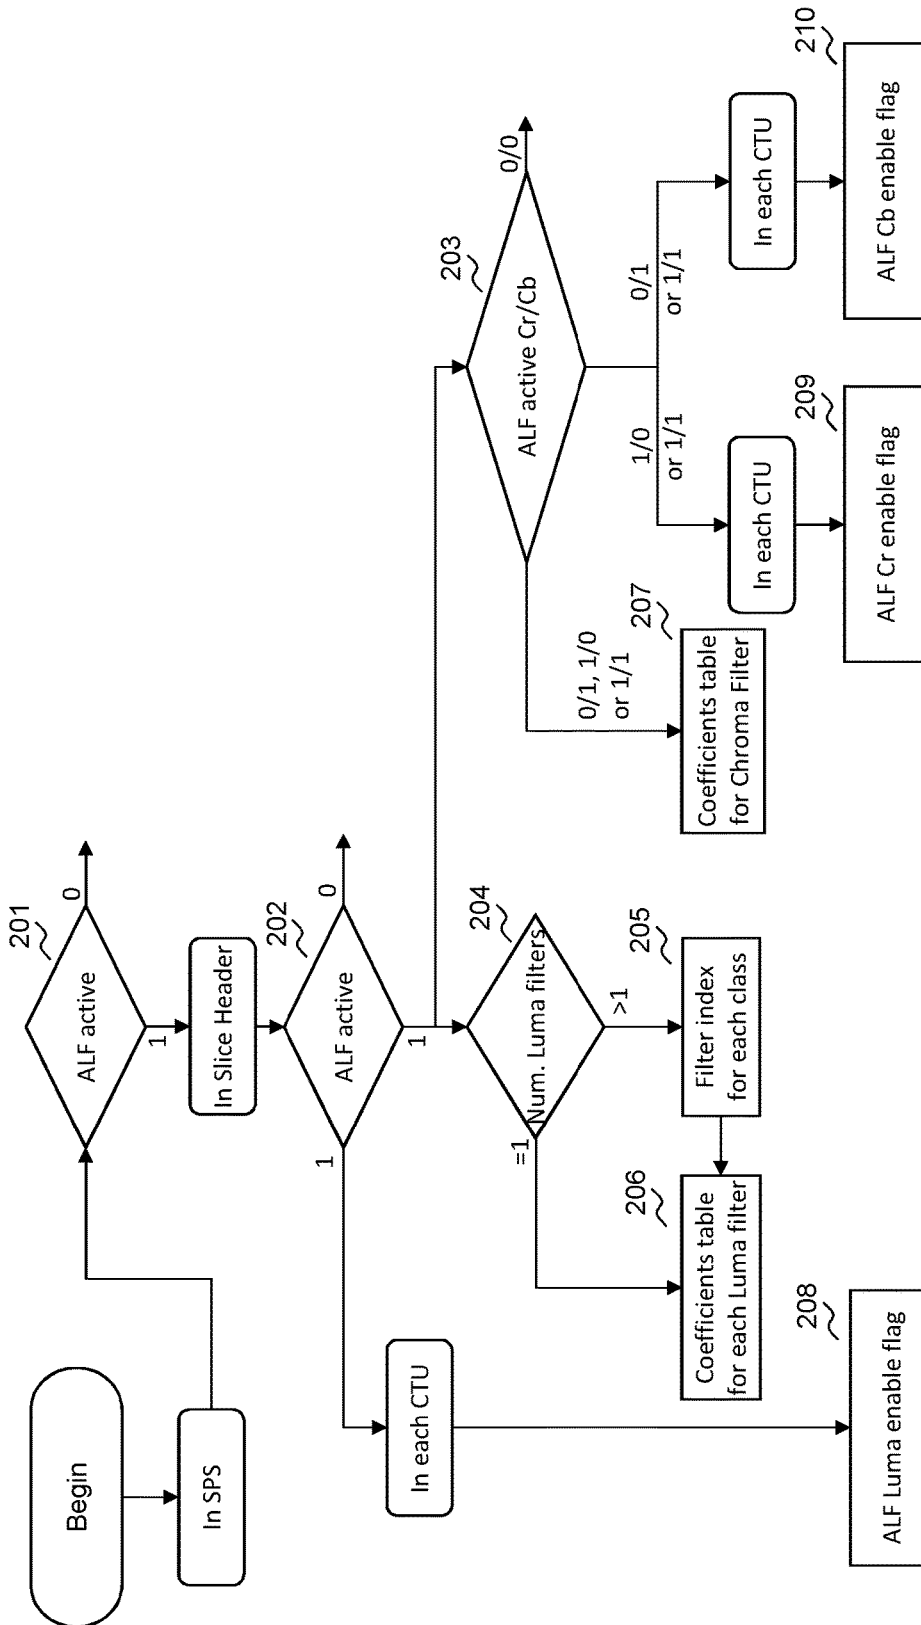 Begin
In SPS
201
ALF active
0
1
In Slice Header
202
ALF active
0
1
1
In each CTU
203
ALF active Cr/Cb
0/0
204
Num. Luma filters
=1
>1
205
Filter index
for each class
206
Coefficients table
for each Luma filter
0/1, 1/0
or 1/1
207
Coefficients table
for Chroma Filter
1/0
or 1/1
0/1
or 1/1
In each CTU
In each CTU
208
ALF Luma enable flag
209
ALF Cr enable flag
210
ALF Cb enable flag